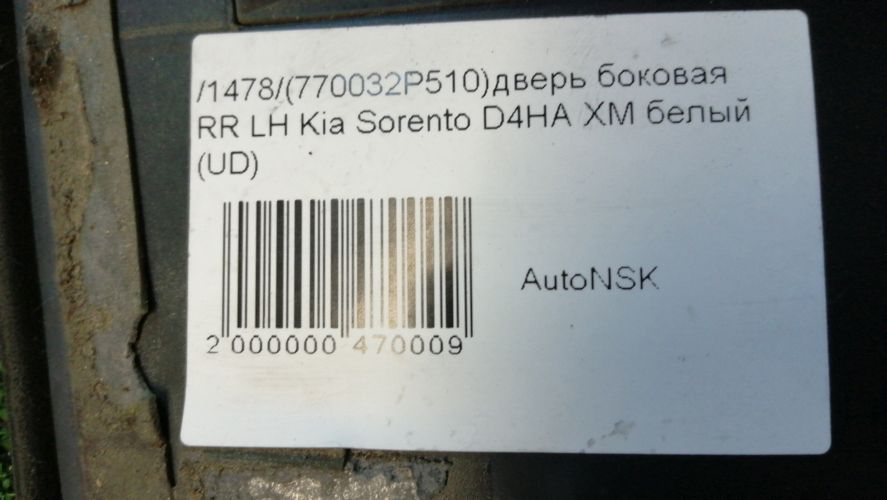 /1478/(770032P510)дверь боковая
RR LH Kia Sorento D4HA XM белый
(UD)
AutoNSK
2 000000 470009